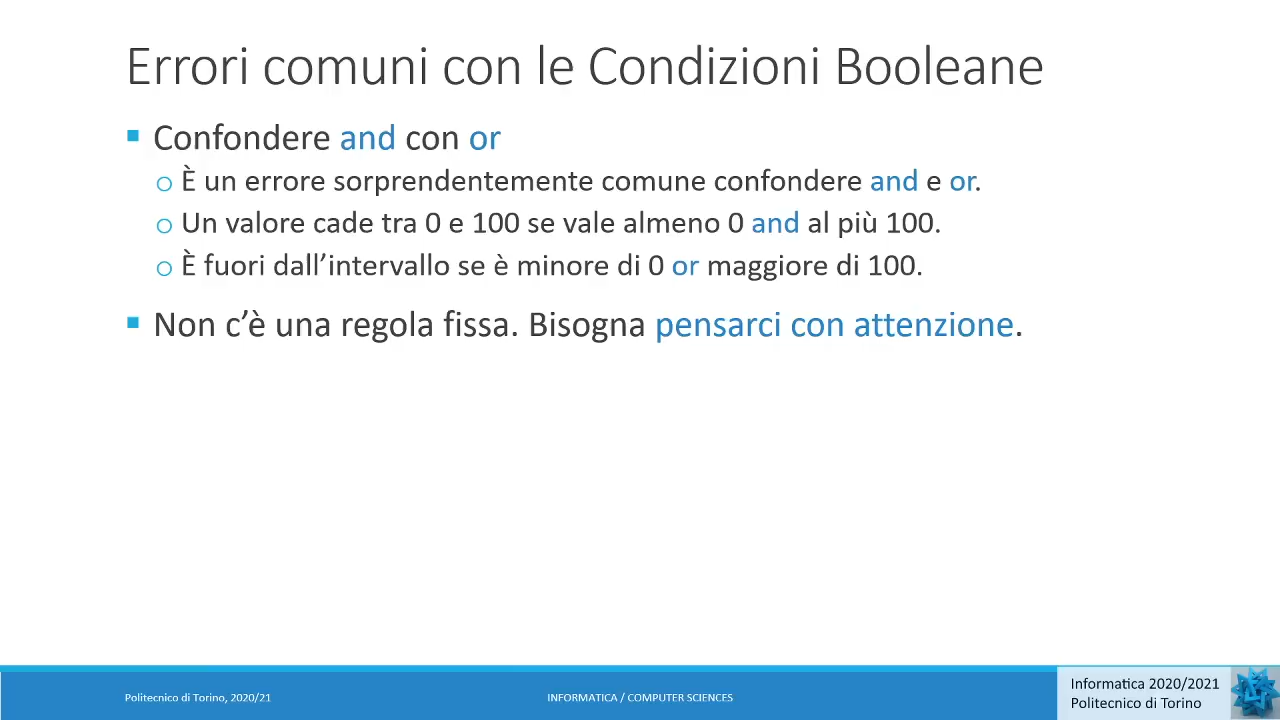 Errori comuni con le Condizioni Booleane
▪ Confondere and con or
o È un errore sorprendentemente comune confondere and e or.
o Un valore cade tra 0 e 100 se vale almeno 0 and al più 100.
o È fuori dall’intervallo se è minore di 0 or maggiore di 100.
▪ Non c’è una regola fissa. Bisogna pensarci con attenzione.
Politecnico di Torino, 2020/21
INFORMATICA / COMPUTER SCIENCES
Informatica 2020/2021
Politecnico di Torino